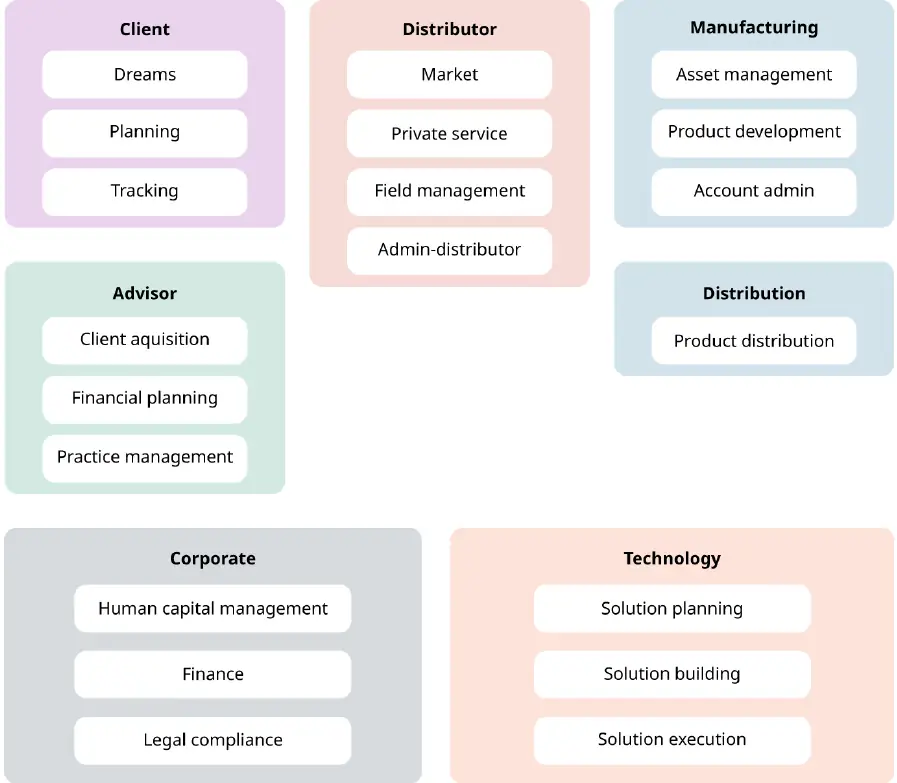 Client
Dreams
Planning
Tracking
Distributor
Market
Private service
Field management
Admin-distributor
Manufacturing
Asset management
Product development
Account admin
Advisor
Client aquisition
Financial planning
Practice management
Distribution
Product distribution
Corporate
Human capital management
Finance
Legal compliance
Technology
Solution planning
Solution building
Solution execution